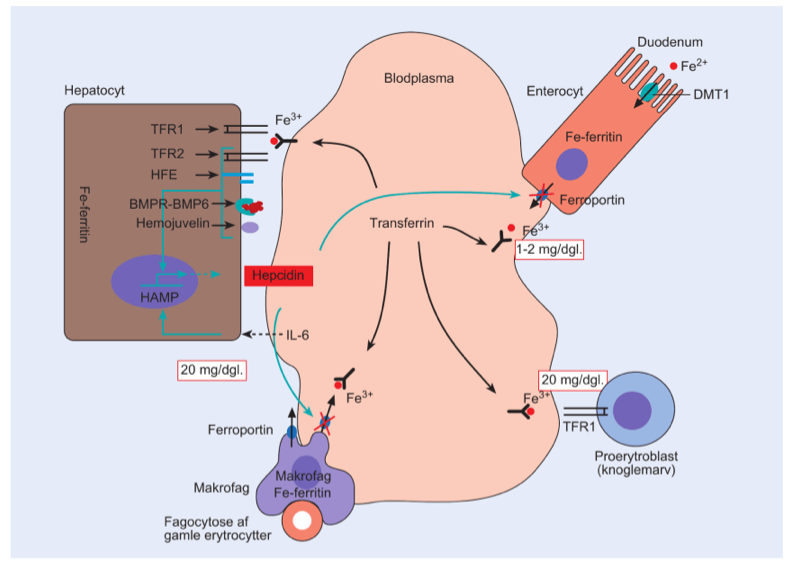 Duodenum
Fe2+
DMT1
Enterocyt
Fe-ferritin
Ferroportin
Blodplasma
Hepatocyt
TFR1
Fe3+
TFR2
HFE
BMPR-BMP6
Hemojuvelin
Fe-ferritin
HAMP
Hepcidin
IL-6
20 mg/dgl.
Transferrin
Fe3+
1-2 mg/dgl.
Fe3+
20 mg/dgl.
Fe3+
TFR1
Proerytroblast
(knoglemarv)
Ferroportin
Makrofag
Makrofag
Fe-ferritin
Fagocytose af
gamle erytrocytter